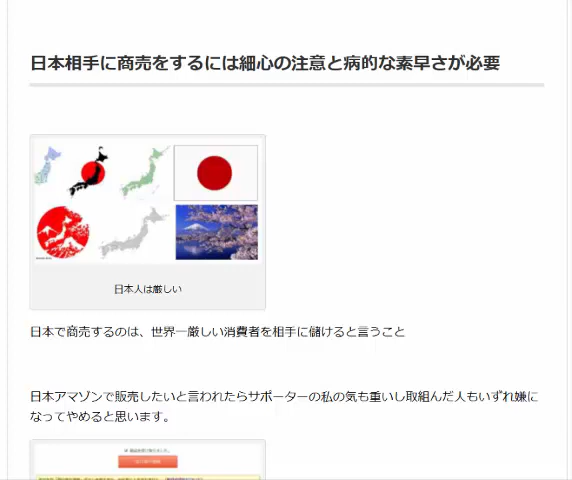 日本相手に商売をするには細心の注意と病的な素早さが必要
日本人は厳しい
日本で商売するのは、世界一厳しい消費者を相手に儲けると言うこと
日本アマゾンで販売したいと言われたらサポーターの私の気も重いし取組んだ人もいずれ嫌に
なってやめると思います。